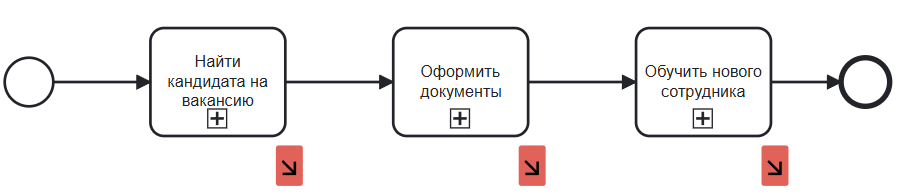 Найти
кандидата на
вакансию
Оформить
документы
Обучить нового
сотрудника